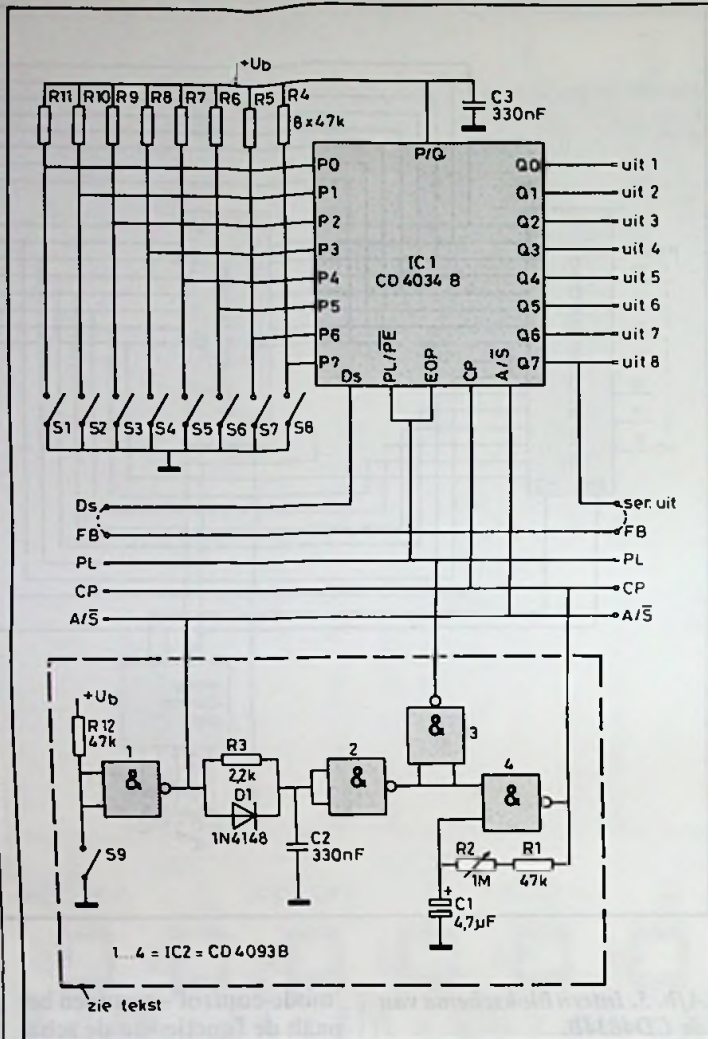 +Ub
R11 R10 R9 R8 R7 R6 R5 R4
8x47k
C3
330nF
P/Q
P0
P1
P2
P3
P4
P5
P6
P7
IC1
CD 4034 B
Q0
Q1
Q2
Q3
Q4
Q5
Q6
Q7
uit 1
uit 2
uit 3
uit 4
uit 5
uit 6
uit 7
uit 8
Ds
PL/P̅E̅
EOP
CP
A/S̅
S1 S2 S3 S4 S5 S6 S7 S8
Ds
FB
PL
CP
A/S̅
ser. uit
FB
PL
CP
A/S̅
+Ub
R12
47k
1
&
S9
R3
2,2k
D1
1N4148
C2
330nF
2
&
&
3
4
&
R2
1M
R1
47k
+
C1
4,7µF
1...4 = IC2 = CD 4093B
zie tekst